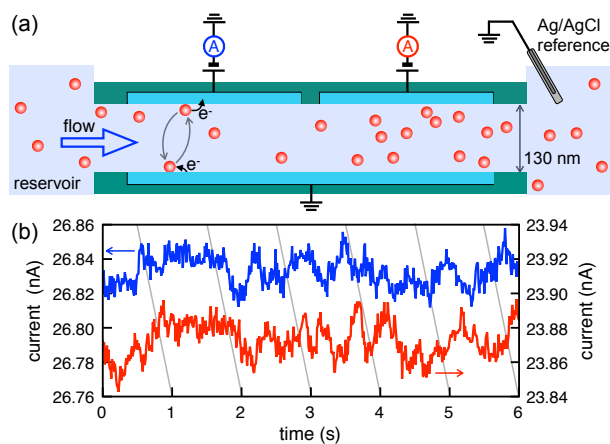 (a)
A
A
Ag/AgCl
reference
flow
e-
e-
130 nm
reservoir
(b)
26.86
26.84
26.82
26.80
26.78
26.76
current (nA)
23.94
23.92
23.90
23.88
23.86
23.84
current (nA)
0 1 2 3 4 5 6
time (s)